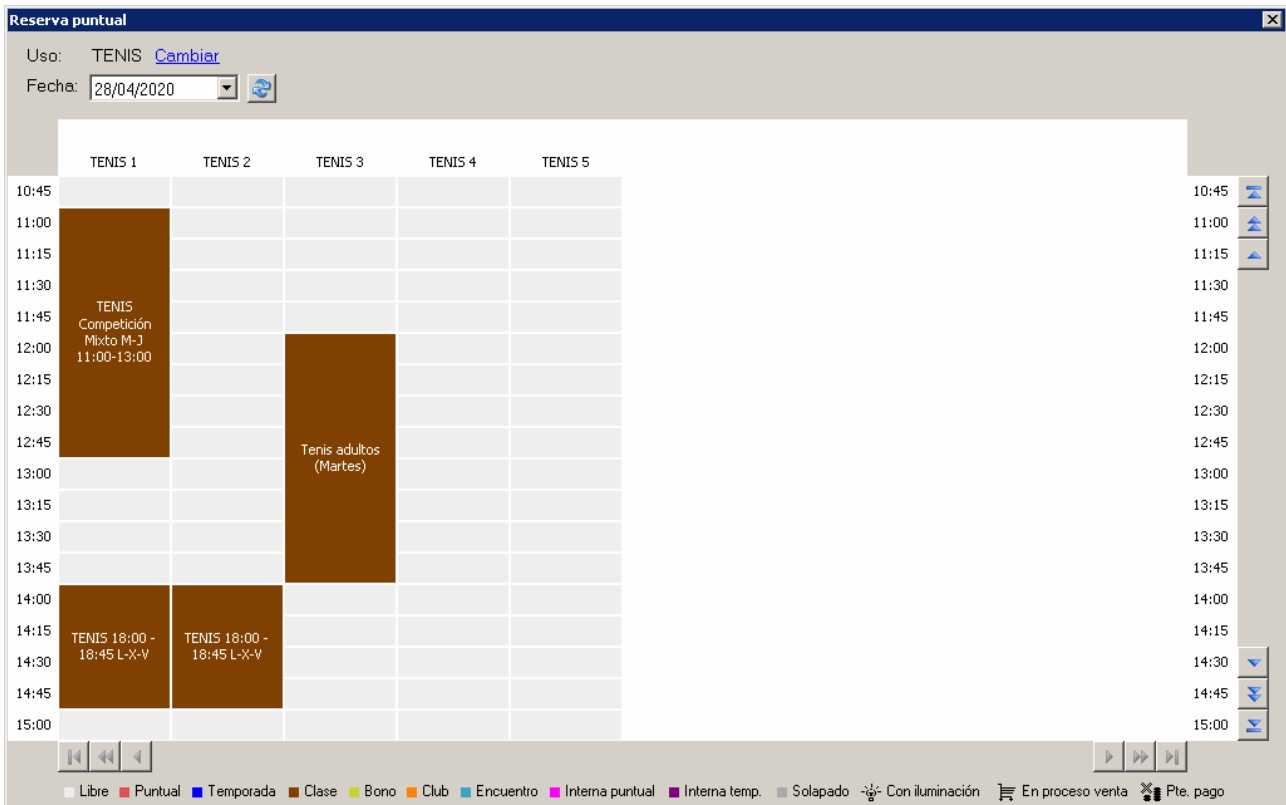 Reserva puntual
Uso: TENIS Cambiar
Fecha: 28/04/2020
TENIS 1 TENIS 2 TENIS 3 TENIS 4 TENIS 5
10:45 10:45
11:00 11:00
11:15 11:15
11:30 11:30
TENIS
11:45 11:45
Competición
Mixto M-J
12:00 12:00
11:00-13:00
12:15 12:15
12:30 12:30
12:45 12:45
Tenis adultos
(Martes)
13:00 13:00
13:15 13:15
13:30 13:30
13:45 13:45
14:00 14:00
14:15 14:15
TENIS 18:00 - TENIS 18:00 -
18:45 L-X-V 18:45 L-X-V
14:30 14:30
14:45 14:45
15:00 15:00
Libre Puntual Temporada Clase Bono Club Encuentro Interna puntual Interna temp. Solapado Con iluminación En proceso venta Pte. pago